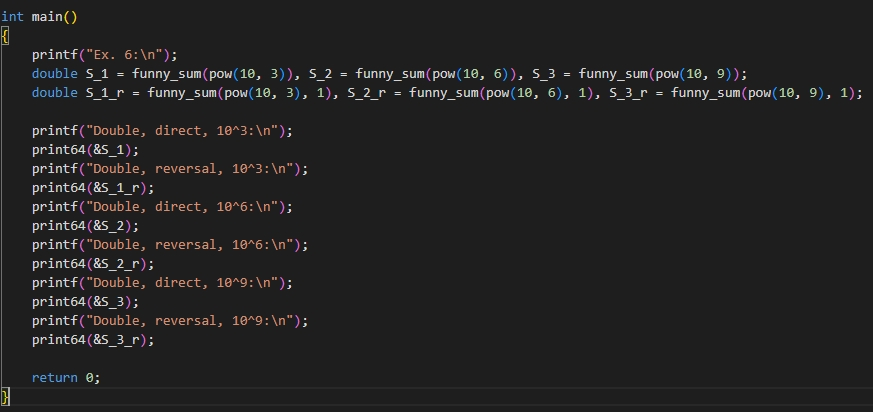 int main()
{
    printf("Ex. 6:\n");
    double S_1 = funny_sum(pow(10, 3)), S_2 = funny_sum(pow(10, 6)), S_3 = funny_sum(pow(10, 9));
    double S_1_r = funny_sum(pow(10, 3), 1), S_2_r = funny_sum(pow(10, 6), 1), S_3_r = funny_sum(pow(10, 9), 1);

    printf("Double, direct, 10^3:\n");
    print64(&S_1);
    printf("Double, reversal, 10^3:\n");
    print64(&S_1_r);
    printf("Double, direct, 10^6:\n");
    print64(&S_2);
    printf("Double, reversal, 10^6:\n");
    print64(&S_2_r);
    printf("Double, direct, 10^9:\n");
    print64(&S_3);
    printf("Double, reversal, 10^9:\n");
    print64(&S_3_r);

    return 0;
}